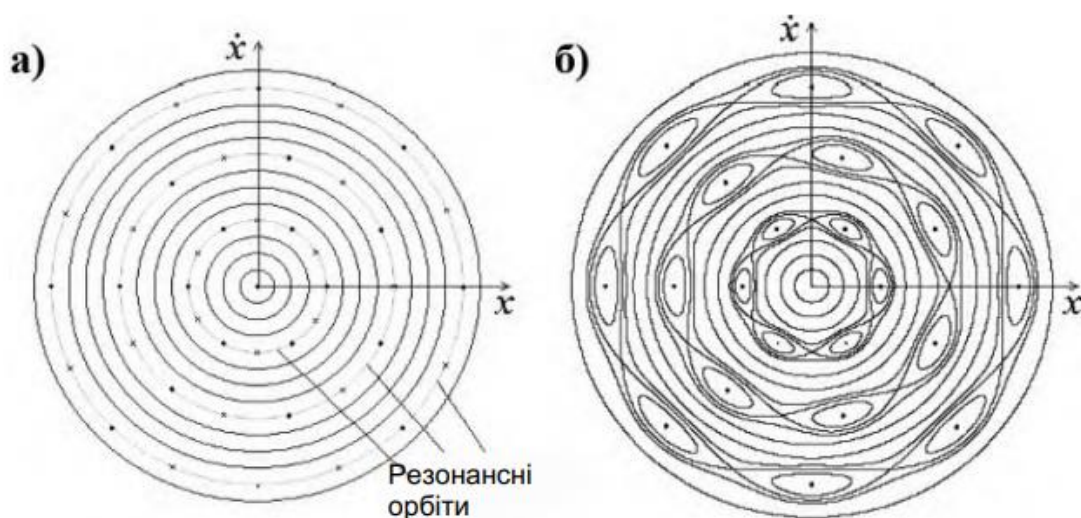 а)
ẋ
x
Резонансні
орбіти
б)
ẋ
x